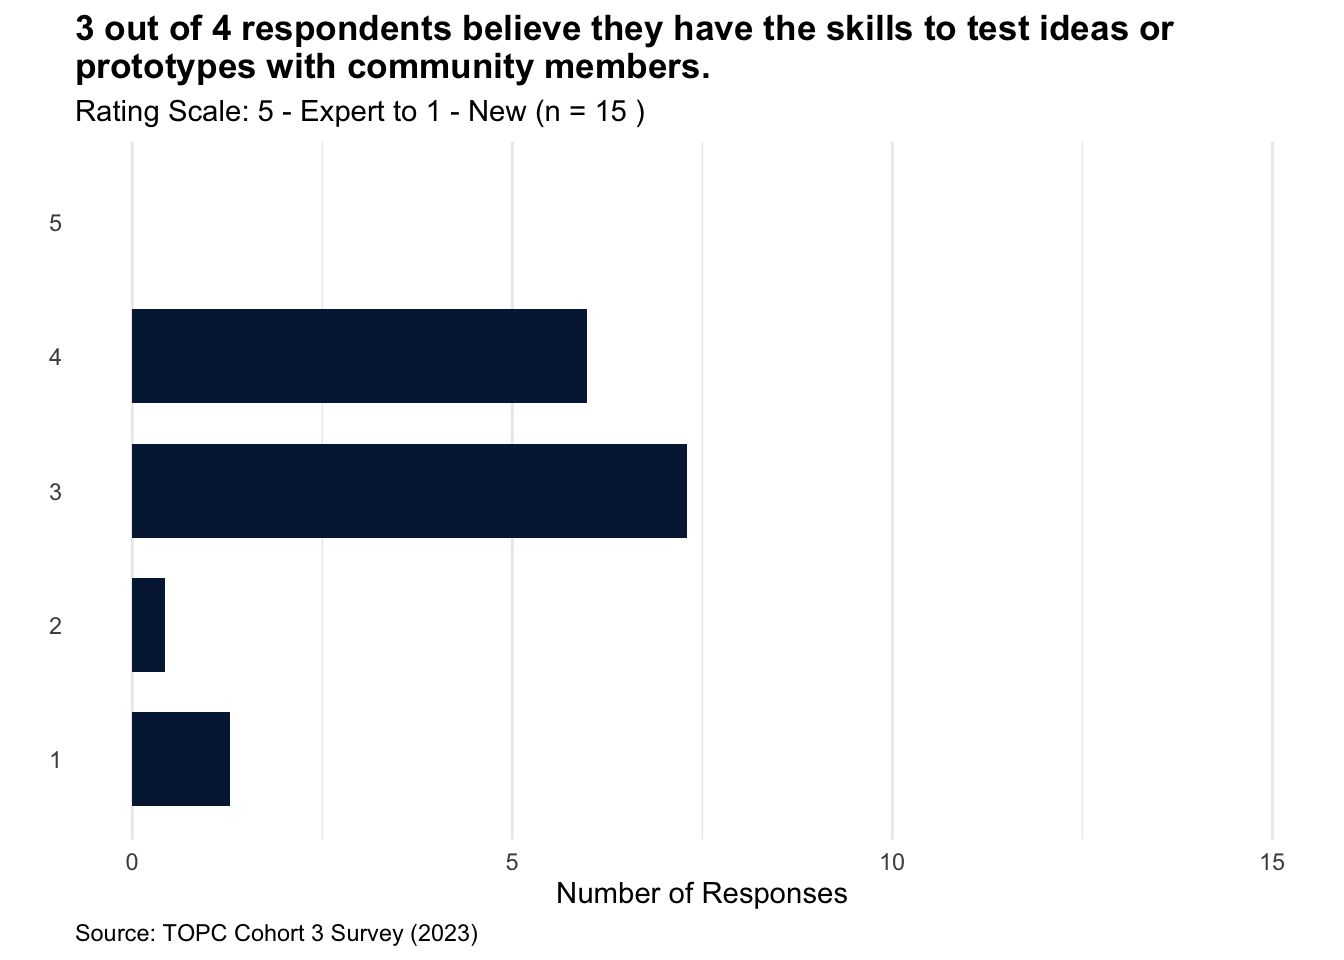 3 out of 4 respondents believe they have the skills to test ideas or
prototypes with community members.
Rating Scale: 5 - Expert to 1 - New (n = 15 )
5
4
3
2
1
0 5 10 15
Number of Responses
Source: TOPC Cohort 3 Survey (2023)